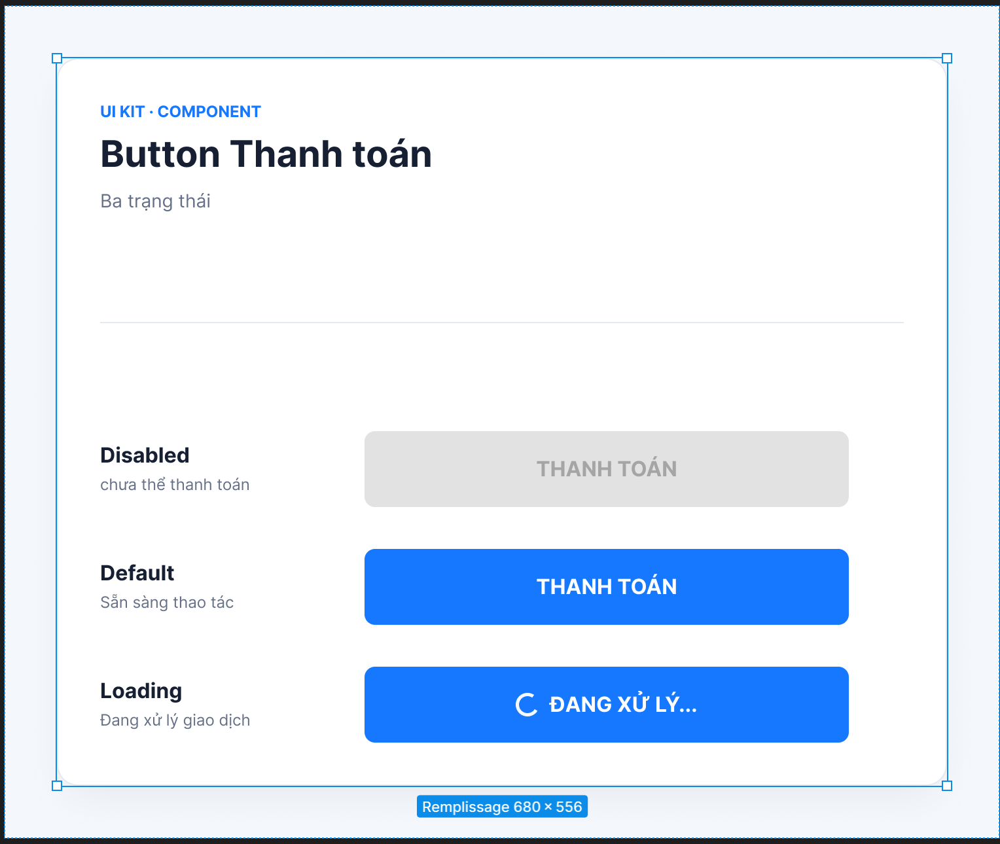 UI KIT · COMPONENT
Button Thanh toán
Ba trạng thái
Disabled
chưa thể thanh toán
THANH TOÁN
Default
Sẵn sàng thao tác
THANH TOÁN
Loading
Đang xử lý giao dịch
ĐANG XỬ LÝ...
Remplissage 680 × 556